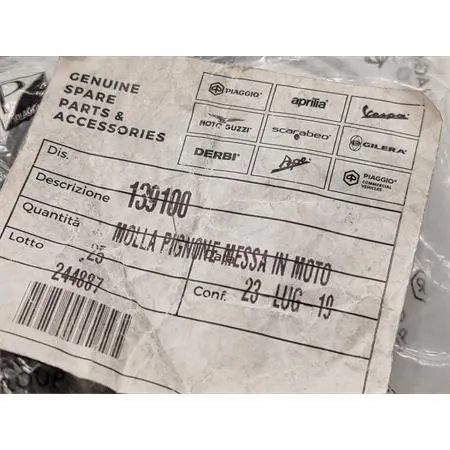 GENUINE
SPARE
PARTS &
ACCESSORIES
PIAGGIO
aprilia
Vespa
MOTO GUZZI
scarabeo
GILERA
DERBI
Ape
PIAGGIO
COMMERCIAL
VEHICLES
Dis.
139100
Descrizione
MOLLA PIGNONE MESSA IN MOTO
Quantità
25
Lotto
244887
Conf. 23 LUG 19